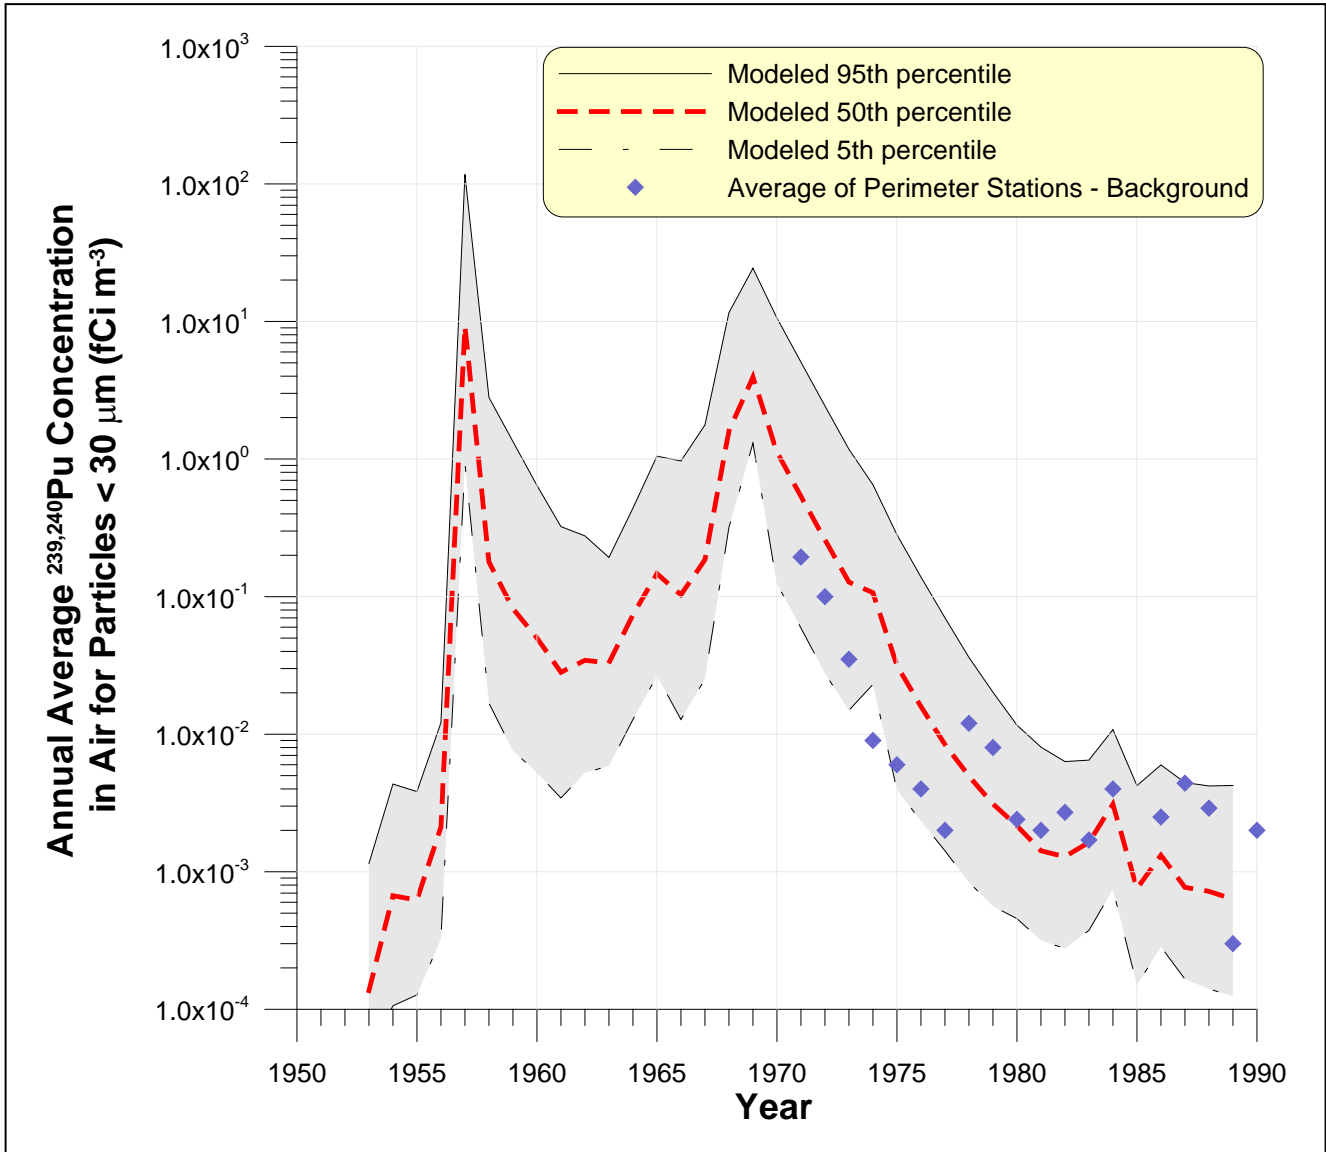 Modeled 95th percentile
Modeled 50th percentile
Modeled 5th percentile
Average of Perimeter Stations - Background
Annual Average 239,240Pu Concentration
in Air for Particles < 30 μm (fCi m-3)
1.0x103
1.0x102
1.0x101
1.0x100
1.0x10-1
1.0x10-2
1.0x10-3
1.0x10-4
1950 1955 1960 1965 1970 1975 1980 1985 1990
Year